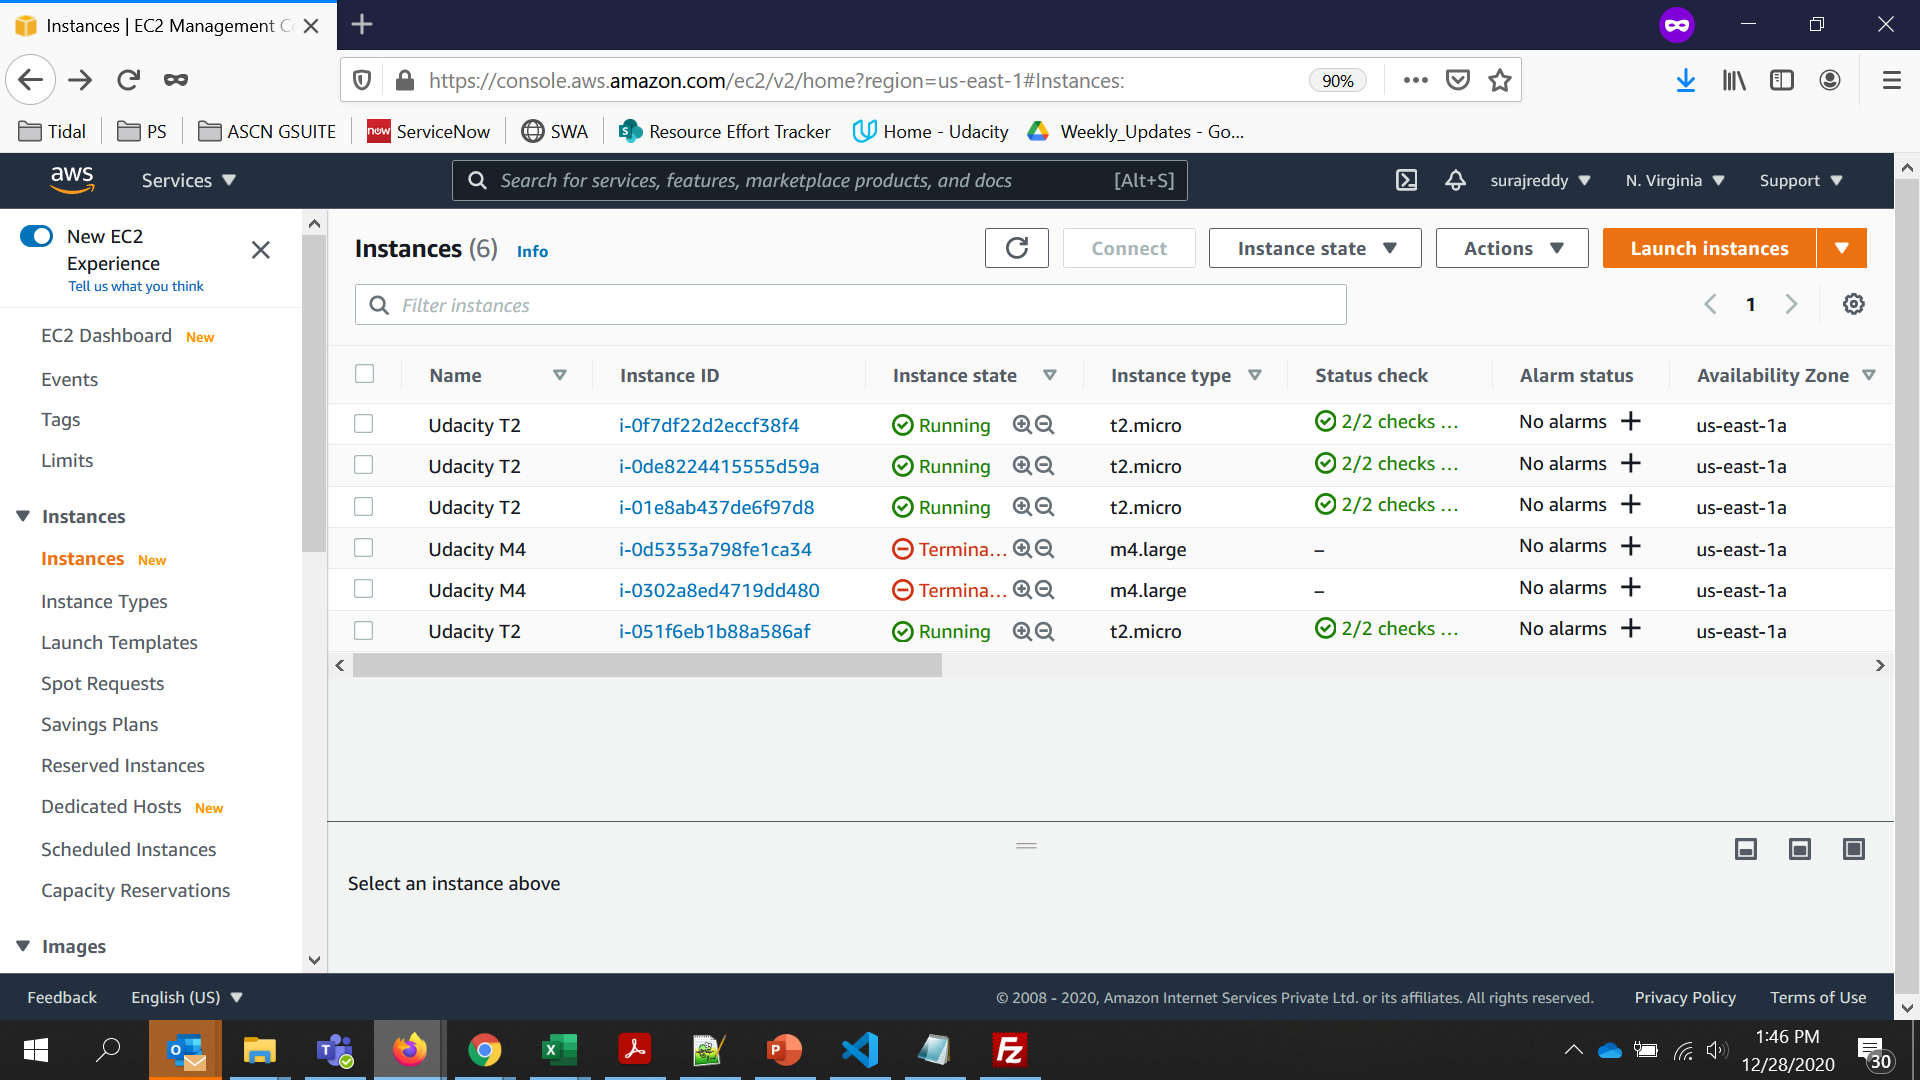 Instances | EC2 Management Co
https://console.aws.amazon.com/ec2/v2/home?region=us-east-1#Instances:
90%
Tidal
PS
ASCN GSUITE
now
ServiceNow
SWA
Resource Effort Tracker
Home - Udacity
Weekly_Updates - Go...
aws
Services
Search for services, features, marketplace products, and docs
[Alt+S]
surajreddy
N. Virginia
Support
New EC2
Experience
Tell us what you think
EC2 Dashboard New
Events
Tags
Limits
Instances
Instances New
Instance Types
Launch Templates
Spot Requests
Savings Plans
Reserved Instances
Dedicated Hosts New
Scheduled Instances
Capacity Reservations
Images
Instances (6) Info
Connect
Instance state
Actions
Launch instances
Filter instances
1
Name Instance ID Instance state Instance type Status check Alarm status Availability Zone
Udacity T2 i-0f7df22d2eccf38f4 Running t2.micro 2/2 checks ... No alarms + us-east-1a
Udacity T2 i-0de8224415555d59a Running t2.micro 2/2 checks ... No alarms + us-east-1a
Udacity T2 i-01e8ab437de6f97d8 Running t2.micro 2/2 checks ... No alarms + us-east-1a
Udacity M4 i-0d5353a798fe1ca34 Termina... m4.large – No alarms + us-east-1a
Udacity M4 i-0302a8ed4719dd480 Termina... m4.large – No alarms + us-east-1a
Udacity T2 i-051f6eb1b88a586af Running t2.micro 2/2 checks ... No alarms + us-east-1a
Select an instance above
Feedback
English (US)
© 2008 - 2020, Amazon Internet Services Private Ltd. or its affiliates. All rights reserved.
Privacy Policy
Terms of Use
1:46 PM
12/28/2020
30